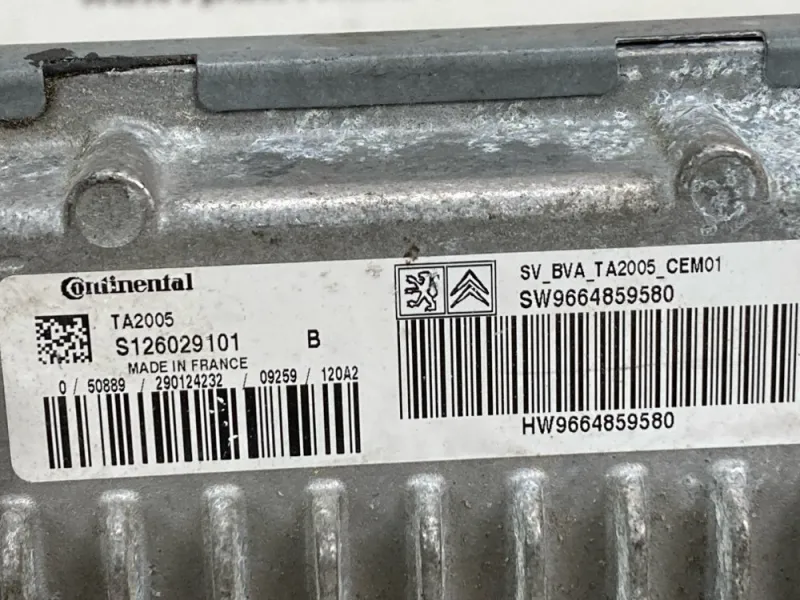 Continental
TA2005
S126029101 B
MADE IN FRANCE
0 / 50889 / 290124232 / 09259 / 120A2
SV_BVA_TA2005_CEM01
SW9664859580
HW9664859580